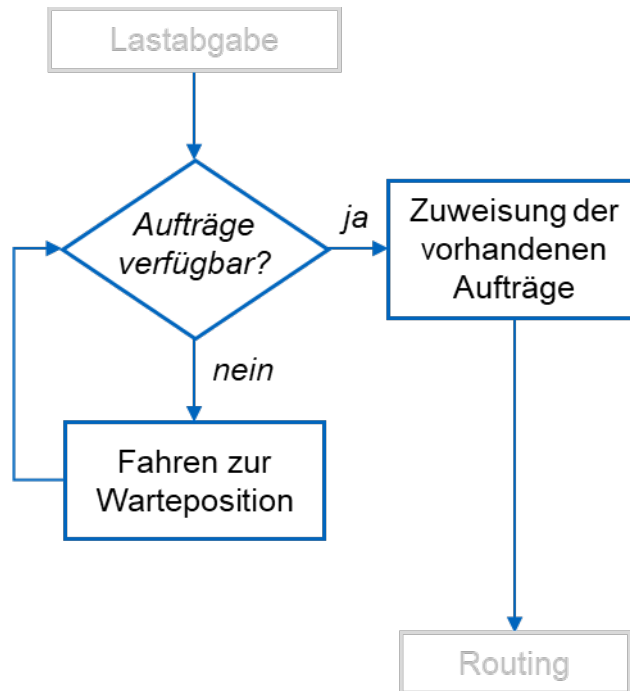 Lastabgabe
Aufträge
verfügbar?
ja
Zuweisung der
vorhandenen
Aufträge
nein
Fahren zur
Warteposition
Routing